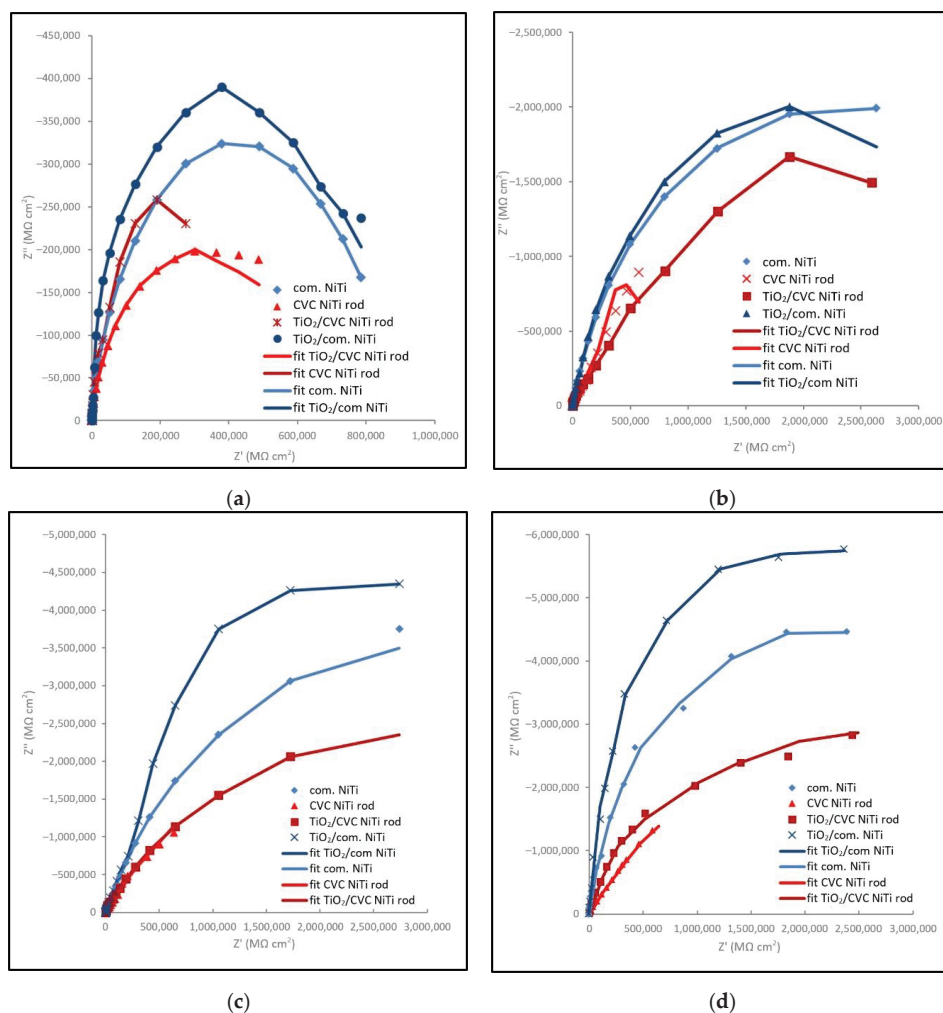 −450,000
−400,000
−350,000
−300,000
−250,000
−200,000
−150,000
−100,000
−50,000
0
Z'' (MΩ cm²)
0 200,000 400,000 600,000 800,000 1,000,000
Z' (MΩ cm²)
com. NiTi
CVC NiTi rod
TiO₂/CVC NiTi rod
TiO₂/com. NiTi
fit TiO₂/CVC NiTi rod
fit CVC NiTi rod
fit com. NiTi
fit TiO₂/com NiTi
(a)
−2,500,000
−2,000,000
−1,500,000
−1,000,000
−500,000
0
Z'' (MΩ cm²)
0 500,000 1,000,000 1,500,000 2,000,000 2,500,000 3,000,000
Z' (MΩ cm²)
com. NiTi
CVC NiTi rod
TiO₂/CVC NiTi rod
TiO₂/com. NiTi
fit TiO₂/CVC NiTi rod
fit CVC NiTi rod
fit com. NiTi
fit TiO₂/com NiTi
(b)
−5,000,000
−4,500,000
−4,000,000
−3,500,000
−3,000,000
−2,500,000
−2,000,000
−1,500,000
−1,000,000
−500,000
0
Z'' (MΩ cm²)
0 500,000 1,000,000 1,500,000 2,000,000 2,500,000 3,000,000
Z' (MΩ cm²)
com. NiTi
CVC NiTi rod
TiO₂/CVC NiTi rod
TiO₂/com. NiTi
fit TiO₂/com NiTi
fit com. NiTi
fit CVC NiTi rod
fit TiO₂/CVC NiTi rod
(c)
−6,000,000
−5,000,000
−4,000,000
−3,000,000
−2,000,000
−1,000,000
0
Z'' (MΩ cm²)
0 500,000 1,000,000 1,500,000 2,000,000 2,500,000 3,000,000
Z' (MΩ cm²)
com. NiTi
CVC NiTi rod
TiO₂/CVC NiTi rod
TiO₂/com. NiTi
fit TiO₂/com NiTi
fit com. NiTi
fit CVC NiTi rod
fit TiO₂/CVC NiTi rod
(d)